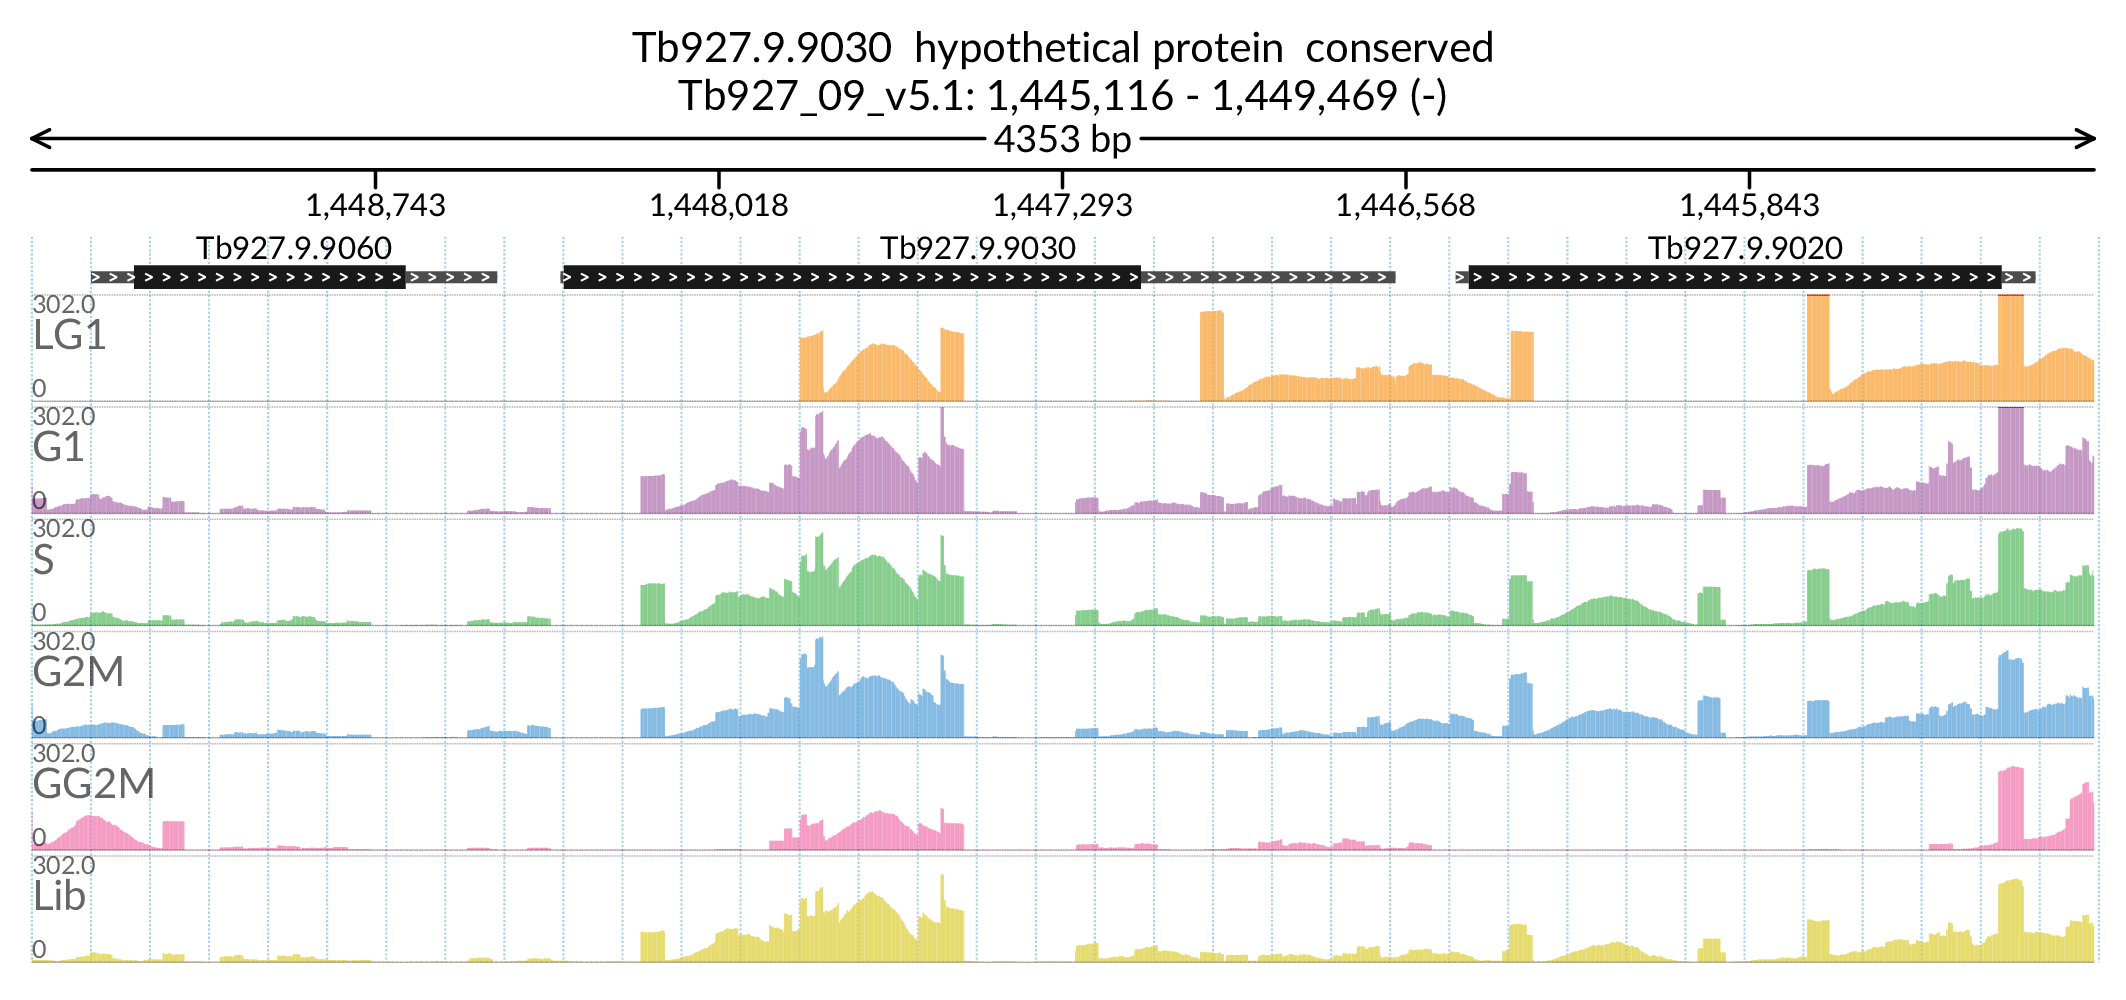 Tb927.9.9030  hypothetical protein  conserved
Tb927_09_v5.1: 1,445,116 - 1,449,469 (-)
4353 bp
1,448,743 1,448,018 1,447,293 1,446,568 1,445,843
Tb927.9.9060 Tb927.9.9030 Tb927.9.9020
302.0
LG1
0
302.0
G1
0
302.0
S
0
302.0
G2M
0
302.0
GG2M
0
302.0
Lib
0